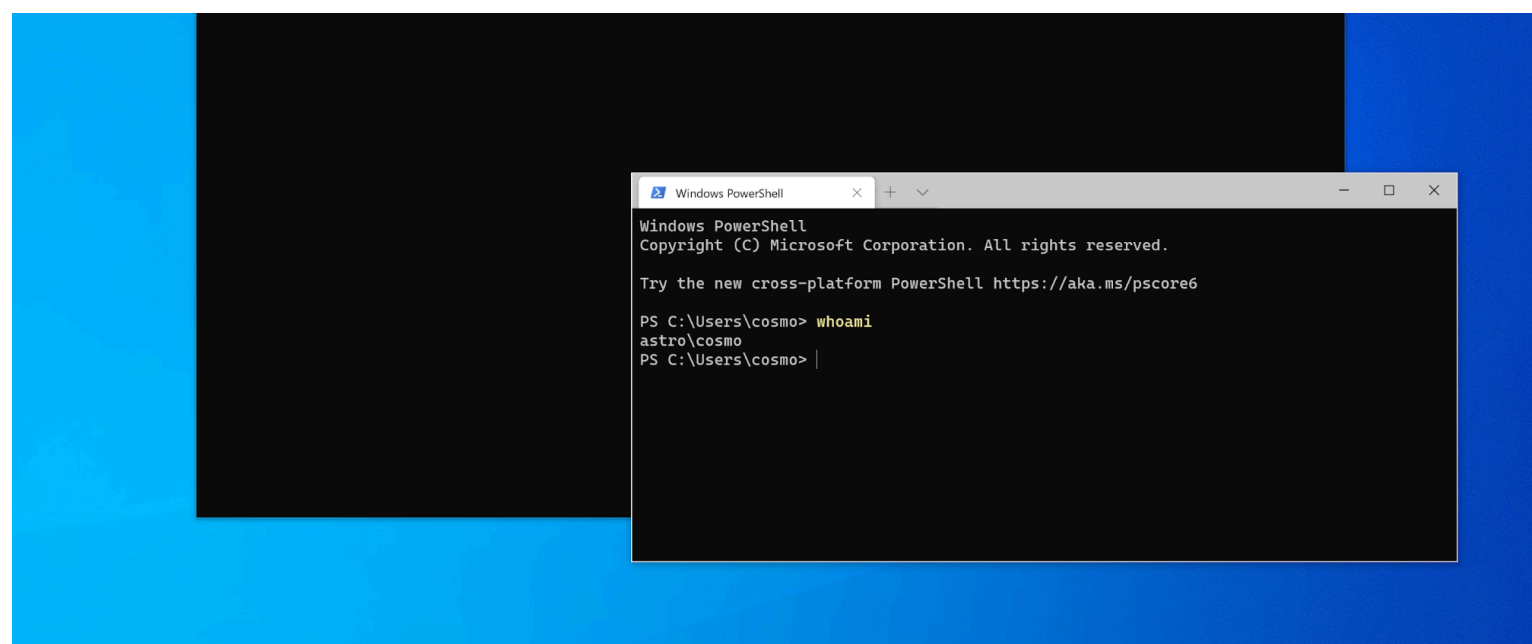 Windows PowerShell
Windows PowerShell
Copyright (C) Microsoft Corporation. All rights reserved.
Try the new cross-platform PowerShell https://aka.ms/pscore6
PS C:\Users\cosmo> whoami
astro\cosmo
PS C:\Users\cosmo>